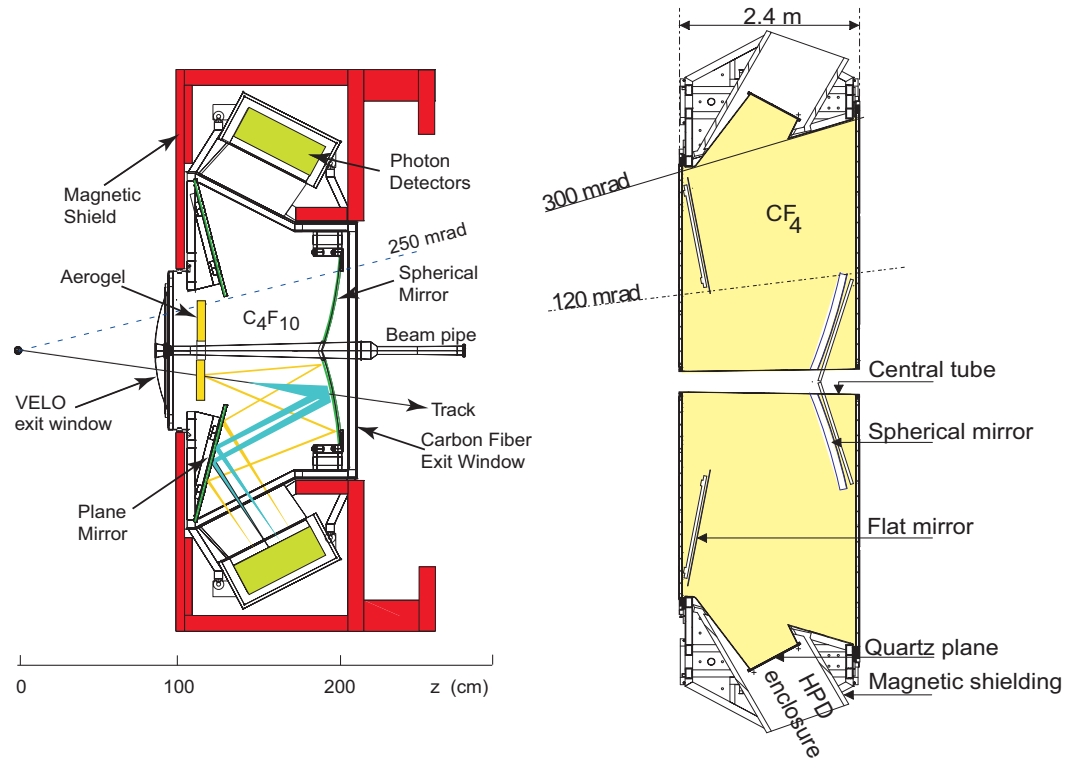 2.4 m
Photon
Detectors
Magnetic
Shield
250 mrad
Aerogel
Spherical
Mirror
C4F10
Beam pipe
VELO
exit window
Track
Carbon Fiber
Exit Window
Plane
Mirror
0
100
200
z (cm)
300 mrad
CF4
120 mrad
Central tube
Spherical mirror
Flat mirror
Quartz plane
Magnetic shielding
HPD
enclosure